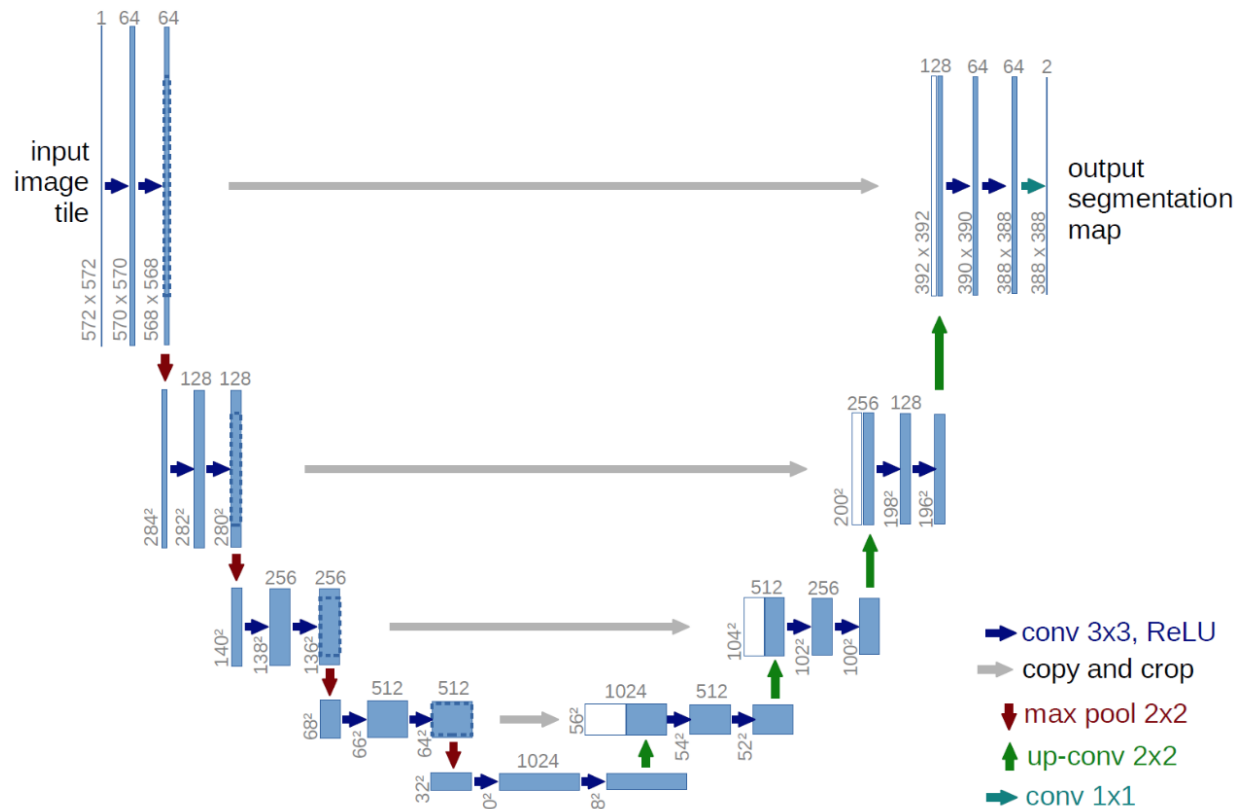 1
64
64
input
image
tile
572 x 572
570 x 570
568 x 568
128
64
64
2
output
segmentation
map
392 x 392
390 x 390
388 x 388
388 x 388
128
128
284²
282²
280²
256
128
200²
198²
196²
256
256
140²
138²
136²
512
256
104²
102²
100²
512
512
68²
66²
64²
1024
512
56²
54²
52²
1024
32²
conv 3x3, ReLU
copy and crop
max pool 2x2
up-conv 2x2
conv 1x1